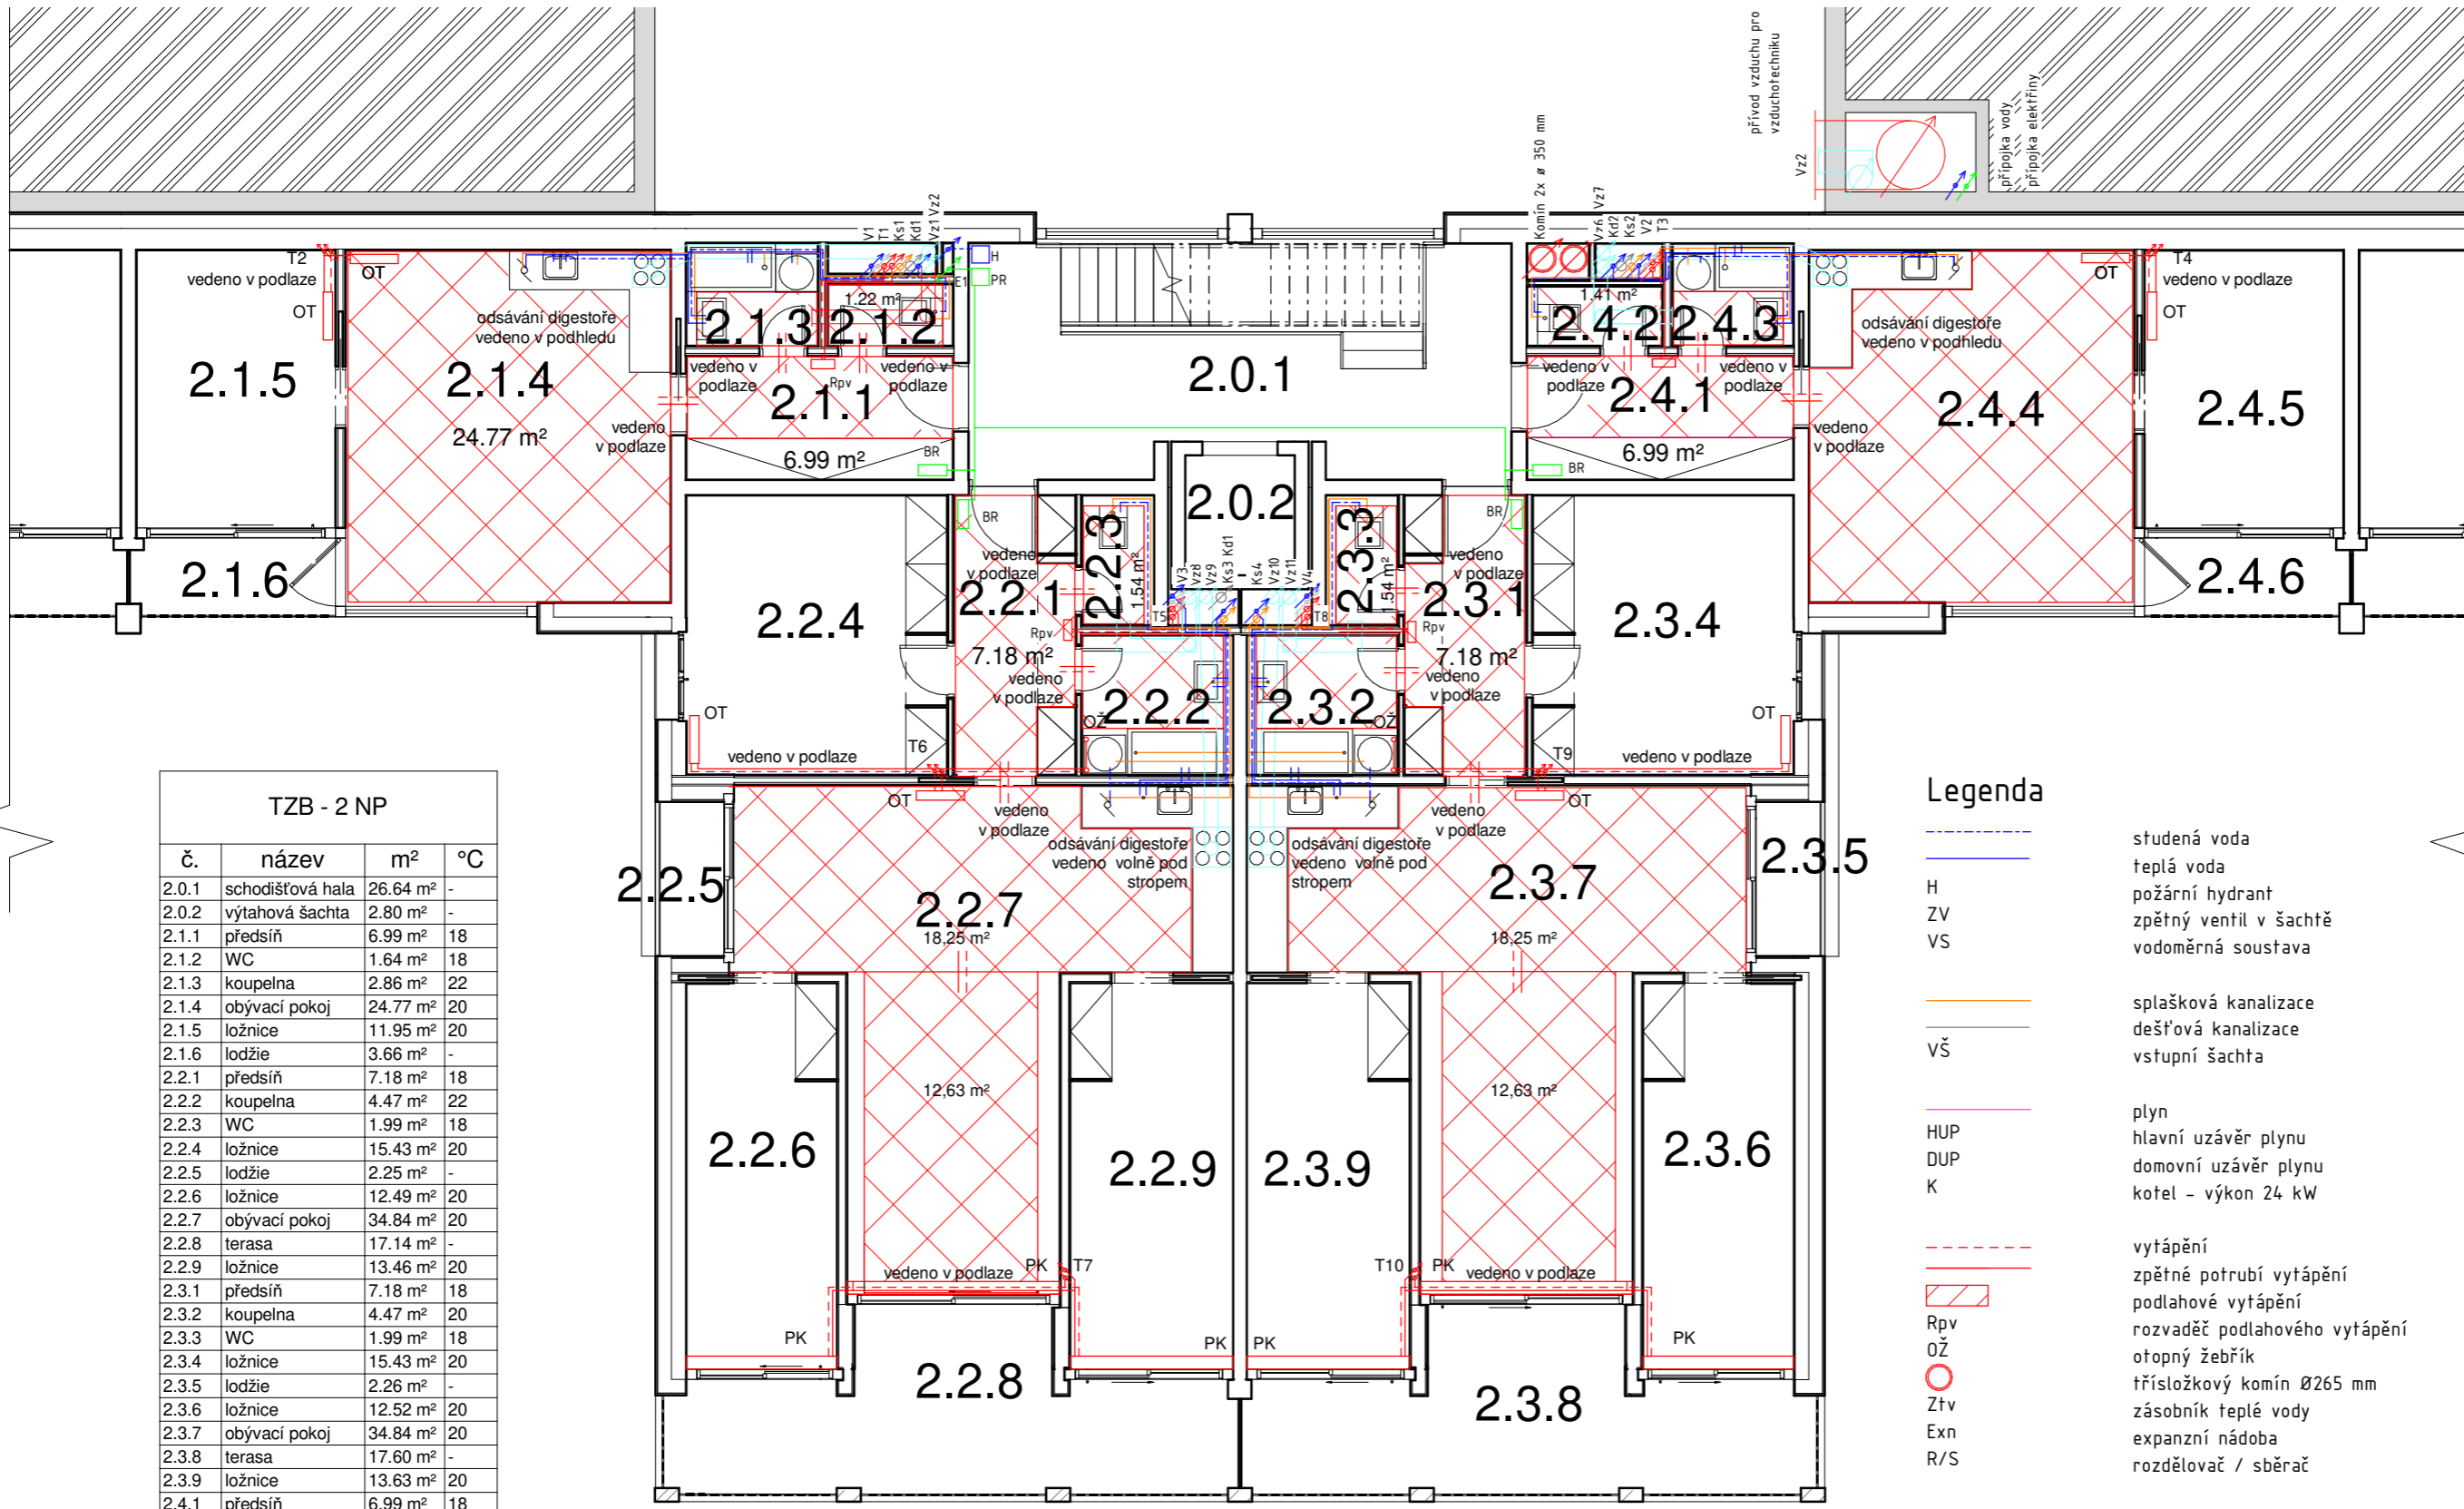 přívod vzduchu pro
vzduchotechniku
Vz2
přípojka vody
přípojka elektřiny
Komín 2x ø 350 mm
V1
T1
Ks1
Kd1
Vz1 Vz2
Vz6 Vz7
Kd2
Ks2
V2
T3
H
PR
E1
T2
vedeno v podlaze
OT
OT
odsávání digestoře
vedeno v podhledu
2.1.5
2.1.4
24.77 m²
vedeno
v podlaze
2.1.3
1.22 m²
2.1.2
vedeno v
podlaze
Rpv
vedeno v
podlaze
2.1.1
6.99 m²
BR
2.0.1
1.41 m²
2.4.2
2.4.3
vedeno v
podlaze
vedeno v
podlaze
2.4.1
6.99 m²
BR
OT
T4
vedeno v podlaze
OT
odsávání digestoře
vedeno v podhledu
2.4.4
2.4.5
vedeno
v podlaze
2.1.6
2.4.6
2.0.2
BR
vedeno
v podlaze
2.2.1
2.2.3
1.54 m²
V3
Vz8
Vz9
Ks3 Kd1
Ks4
Vz10
Vz11
V4
T5
T8
2.3.3
1.54 m²
BR
vedeno
v podlaze
2.3.1
2.2.4
Rpv
7.18 m²
vedeno
v podlaze
2.2.2
OŽ
2.3.2
OŽ
Rpv
7.18 m²
vedeno
v podlaze
2.3.4
OT
T6
vedeno v podlaze
OT
T9
vedeno v podlaze
OT
vedeno
v podlaze
odsávání digestoře
vedeno volně pod
stropem
OT
vedeno
v podlaze
odsávání digestoře
vedeno volně pod
stropem
2.2.5
2.2.7
18,25 m²
2.3.7
18,25 m²
2.3.5
12,63 m²
12,63 m²
2.2.6
2.2.9
2.3.9
2.3.6
vedeno v podlaze
PK
T7
T10
PK
vedeno v podlaze
PK
PK
PK
PK
2.2.8
2.3.8
TZB - 2 NP
č. název m² °C
2.0.1 schodišťová hala 26.64 m² -
2.0.2 výtahová šachta 2.80 m² -
2.1.1 předsíň 6.99 m² 18
2.1.2 WC 1.64 m² 18
2.1.3 koupelna 2.86 m² 22
2.1.4 obývací pokoj 24.77 m² 20
2.1.5 ložnice 11.95 m² 20
2.1.6 lodžie 3.66 m² -
2.2.1 předsíň 7.18 m² 18
2.2.2 koupelna 4.47 m² 22
2.2.3 WC 1.99 m² 18
2.2.4 ložnice 15.43 m² 20
2.2.5 lodžie 2.25 m² -
2.2.6 ložnice 12.49 m² 20
2.2.7 obývací pokoj 34.84 m² 20
2.2.8 terasa 17.14 m² -
2.2.9 ložnice 13.46 m² 20
2.3.1 předsíň 7.18 m² 18
2.3.2 koupelna 4.47 m² 20
2.3.3 WC 1.99 m² 18
2.3.4 ložnice 15.43 m² 20
2.3.5 lodžie 2.26 m² -
2.3.6 ložnice 12.52 m² 20
2.3.7 obývací pokoj 34.84 m² 20
2.3.8 terasa 17.60 m² -
2.3.9 ložnice 13.63 m² 20
2.4.1 předsíň 6.99 m² 18
Legenda
studená voda
teplá voda
H požární hydrant
ZV zpětný ventil v šachtě
VS vodoměrná soustava
splašková kanalizace
dešťová kanalizace
VŠ vstupní šachta
plyn
HUP hlavní uzávěr plynu
DUP domovní uzávěr plynu
K kotel - výkon 24 kW
vytápění
zpětné potrubí vytápění
podlahové vytápění
Rpv rozvaděč podlahového vytápění
OŽ otopný žebřík
třísložkový komín Ø265 mm
Ztv zásobník teplé vody
Exn expanzní nádoba
R/S rozdělovač / sběrač